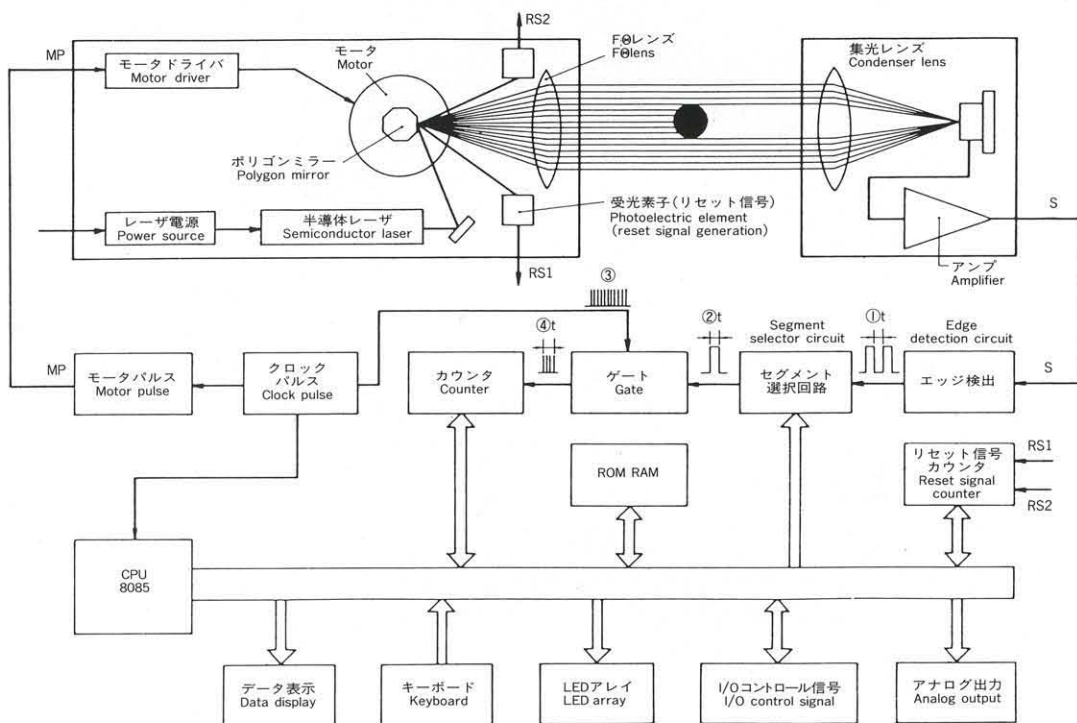 RS2
MP
モータドライバ
Motor driver
モータ
Motor
FΘレンズ
FΘlens
集光レンズ
Condenser lens
ポリゴンミラー
Polygon mirror
レーザ電源
Power source
半導体レーザ
Semiconductor laser
受光素子(リセット信号)
Photoelectric element
(reset signal generation)
RS1
S
アンプ
Amplifier
③
④t
②t
Segment
selector circuit
①t
Edge
detection circuit
MP
モータパルス
Motor pulse
クロック
パルス
Clock pulse
カウンタ
Counter
ゲート
Gate
セグメント
選択回路
エッジ検出
S
ROM RAM
リセット信号
カウンタ
Reset signal
counter
RS1
RS2
CPU
8085
データ表示
Data display
キーボード
Keyboard
LEDアレイ
LED array
I/Oコントロール信号
I/O control signal
アナログ出力
Analog output